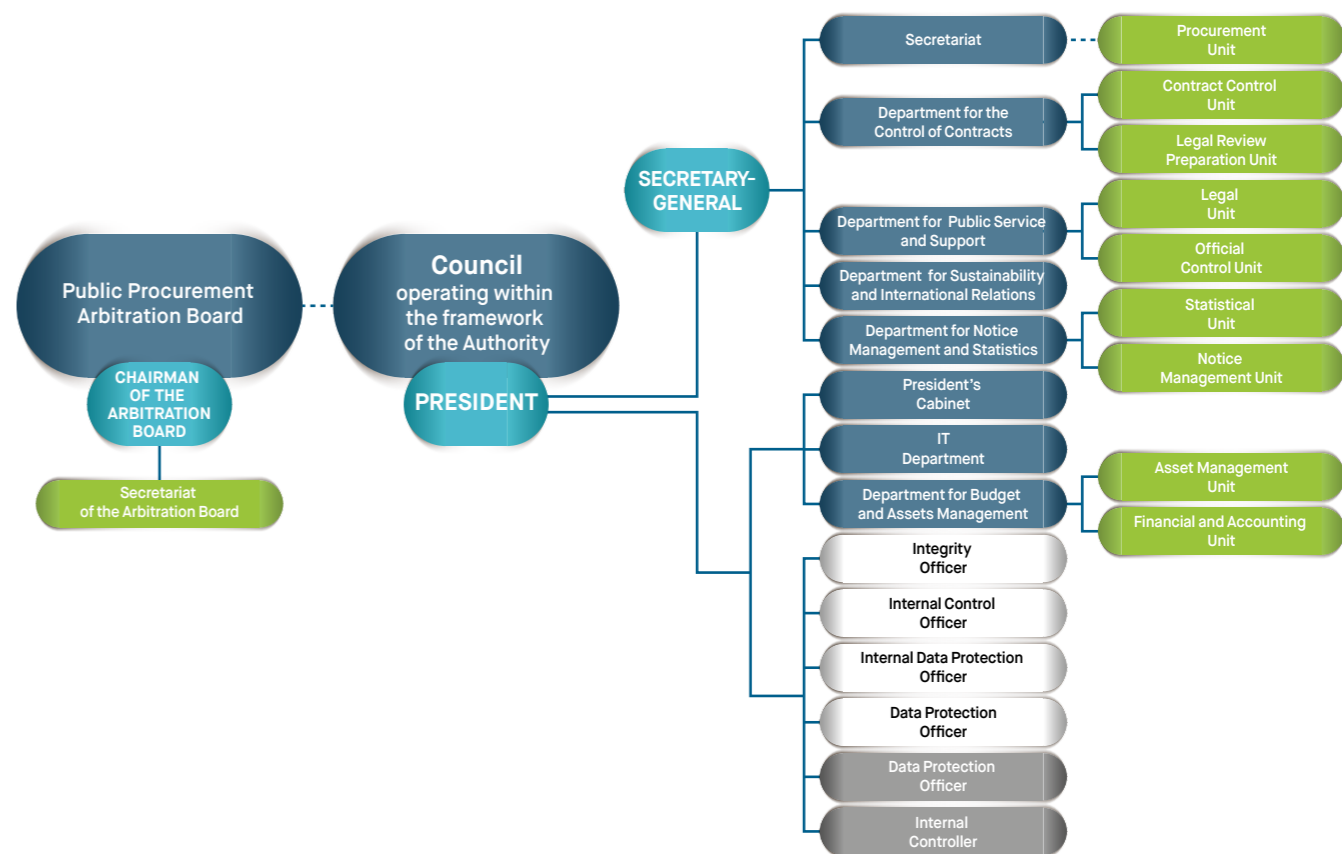 Public Procurement
Arbitration Board
CHAIRMAN
OF THE
ARBITRATION
BOARD
Secretariat
of the Arbitration Board
Council
operating within
the framework
of the Authority
PRESIDENT
SECRETARY-
GENERAL
Secretariat
Procurement
Unit
Department for the
Control of Contracts
Contract Control
Unit
Legal Review
Preparation Unit
Department for Public Service
and Support
Legal
Unit
Official
Control Unit
Department for Sustainability
and International Relations
Department for Notice
Management and Statistics
Statistical
Unit
Notice
Management Unit
President's
Cabinet
IT
Department
Department for Budget
and Assets Management
Asset Management
Unit
Financial and Accounting
Unit
Integrity
Officer
Internal Control
Officer
Internal Data Protection
Officer
Data Protection
Officer
Data Protection
Officer
Internal
Controller